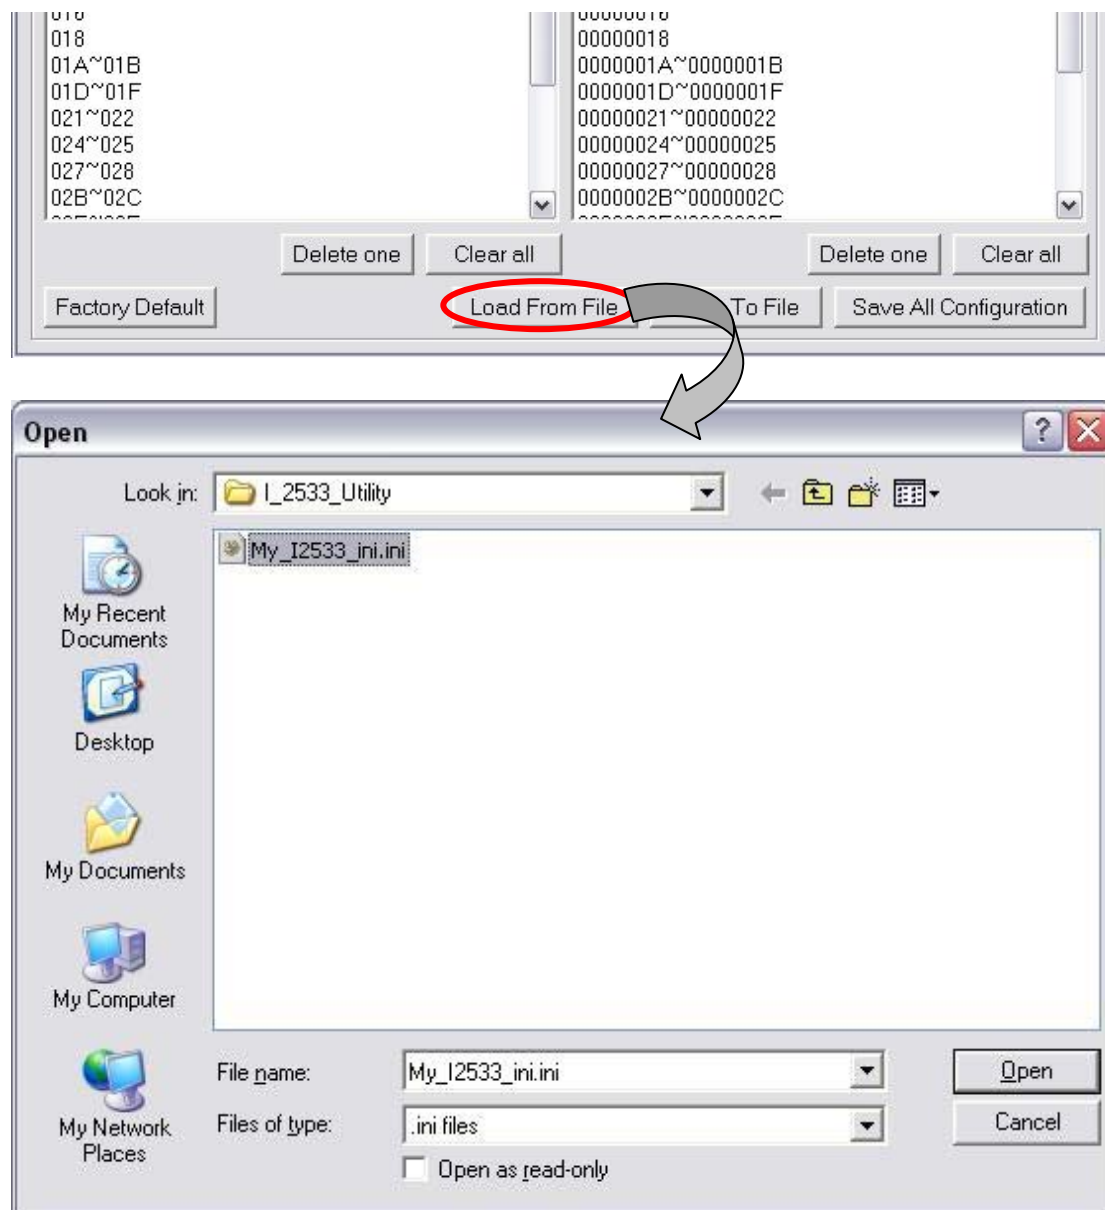 018
01A~01B
01D~01F
021~022
024~025
027~028
02B~02C
00000018
0000001A~0000001B
0000001D~0000001F
00000021~00000022
00000024~00000025
00000027~00000028
0000002B~0000002C
Delete one Clear all Delete one Clear all
Factory Default Load From File To File Save All Configuration
Open
Look in: I_2533_Utility
My_I2533_ini.ini
My Recent
Documents
Desktop
My Documents
My Computer
My Network
Places
File name: My_I2533_ini.ini Open
Files of type: .ini files Cancel
Open as read-only